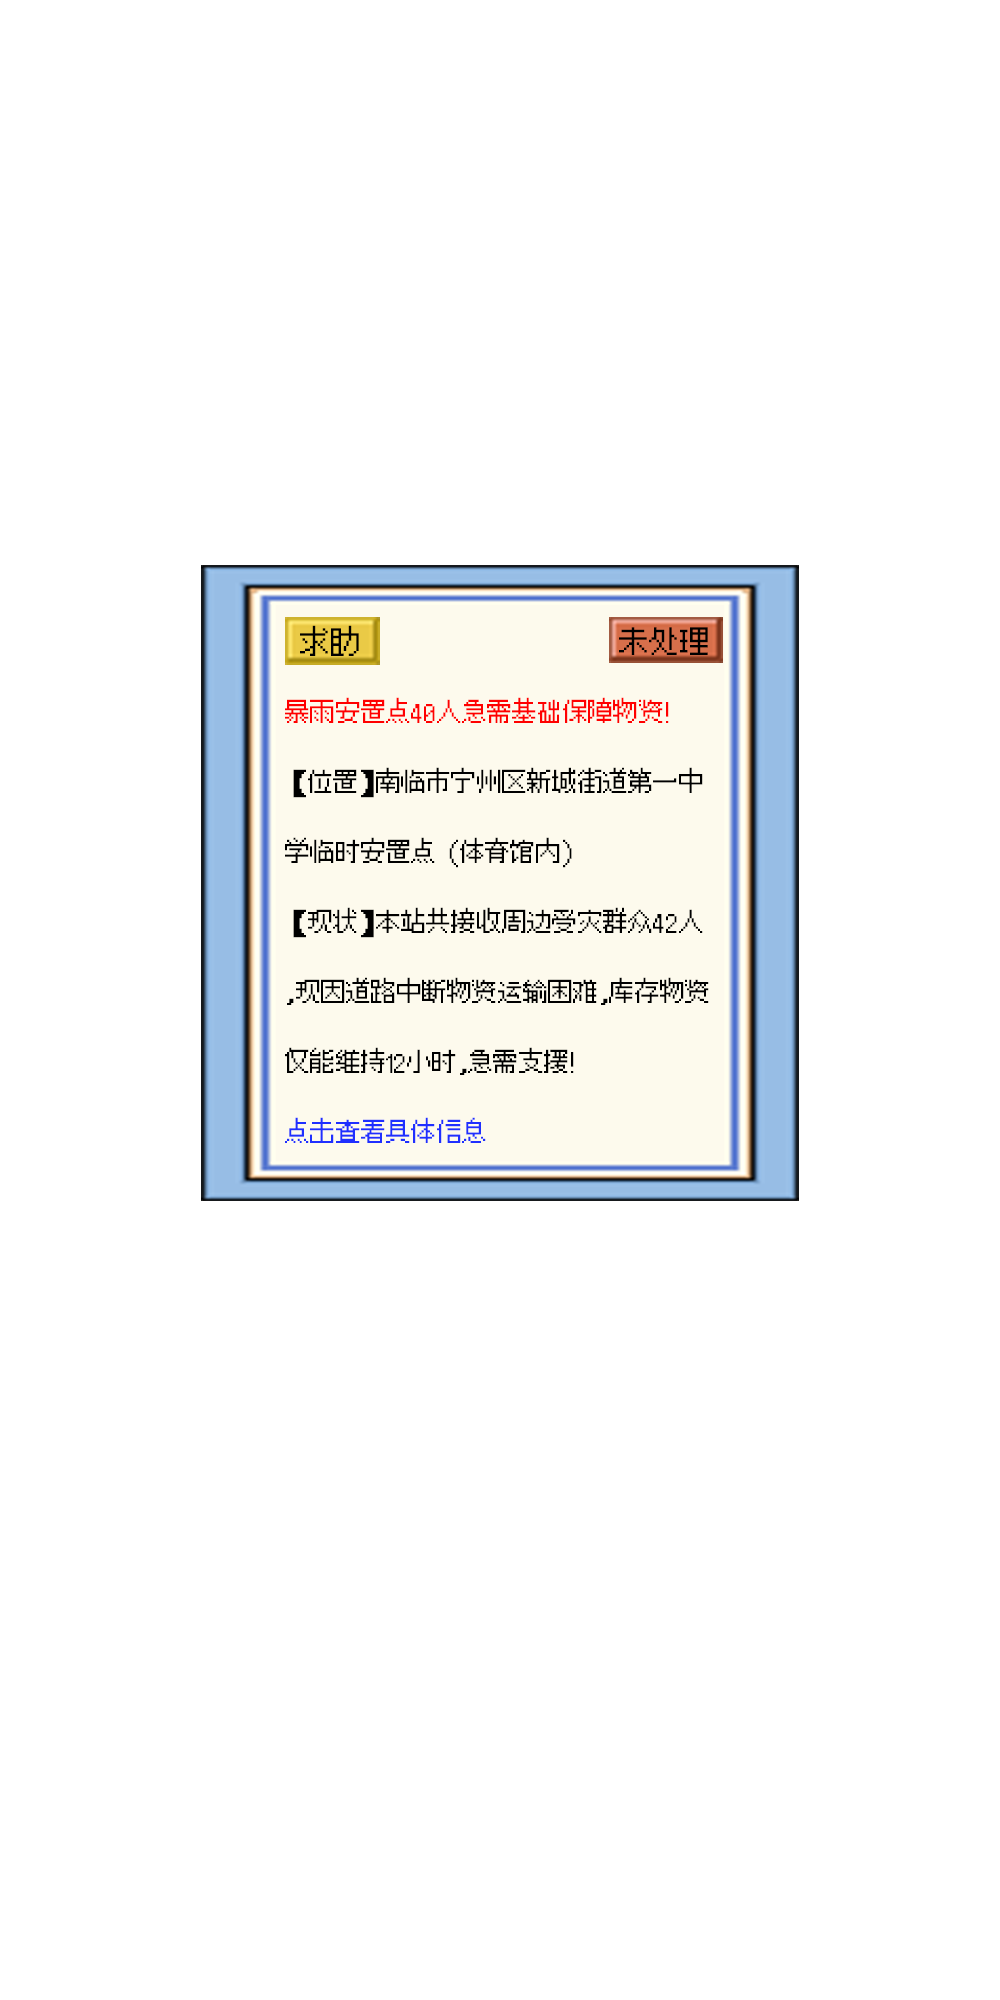 求助 未处理
暴雨安置点40人急需基础保障物资!
【位置】南临市宁州区新城街道第一中
学临时安置点 (体育馆内)
【现状】本站共接收周边受灾群众42人
,现因道路中断物资运输困难,库存物资
仅能维持12小时,急需支援!
点击查看具体信息